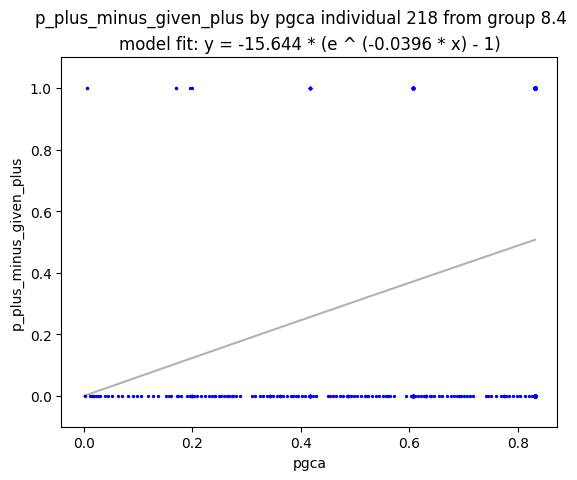 p_plus_minus_given_plus by pgca individual 218 from group 8.4
model fit: y = -15.644 * (e ^ (-0.0396 * x) - 1)
1.0
0.8
0.6
0.4
0.2
0.0
p_plus_minus_given_plus
0.0 0.2 0.4 0.6 0.8
pgca